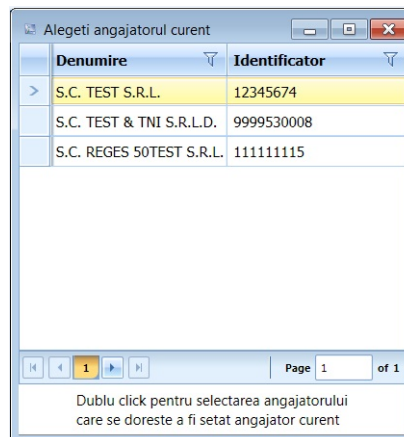 Alegeti angajatorul curent
Denumire Identificator
> S.C. TEST S.R.L. 12345674
S.C. TEST & TNI S.R.L.D. 9999530008
S.C. REGES 50TEST S.R.L. 111111115
1 Page 1 of 1
Dublu click pentru selectarea angajatorului
care se doreste a fi setat angajator curent